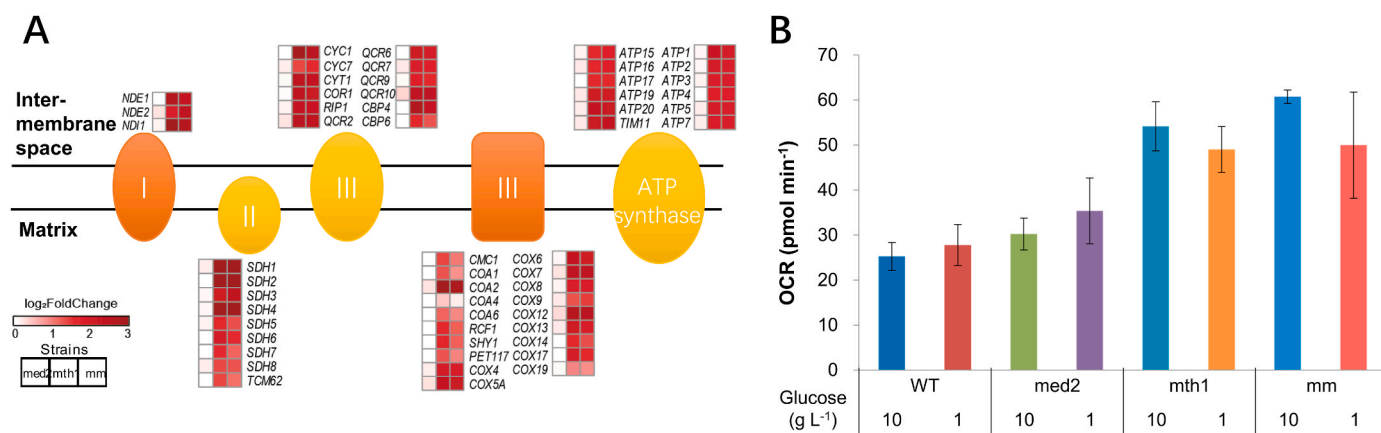 A
Inter-
membrane
space
Matrix
NDE1
NDE2
NDI1
CYC1 QCR6
CYC7 QCR7
CYT1 QCR9
COR1 QCR10
RIP1 CBP4
QCR2 CBP6
ATP15 ATP1
ATP16 ATP2
ATP17 ATP3
ATP19 ATP4
ATP20 ATP5
TIM11 ATP7
I
II
III
III
ATP
synthase
SDH1
SDH2
SDH3
SDH4
SDH5
SDH6
SDH7
SDH8
TCM62
CMC1 COX6
COA1 COX7
COA2 COX8
COA4 COX9
COA6 COX12
RCF1 COX13
SHY1 COX14
PET117 COX17
COX4 COX19
COX5A
log₂FoldChange
0 1 2 3
Strains
med2 mth1 mm
B
OCR (pmol min⁻¹)
70
60
50
40
30
20
10
0
WT med2 mth1 mm
Glucose
(g L⁻¹)
10 1 10 1 10 1 10 1